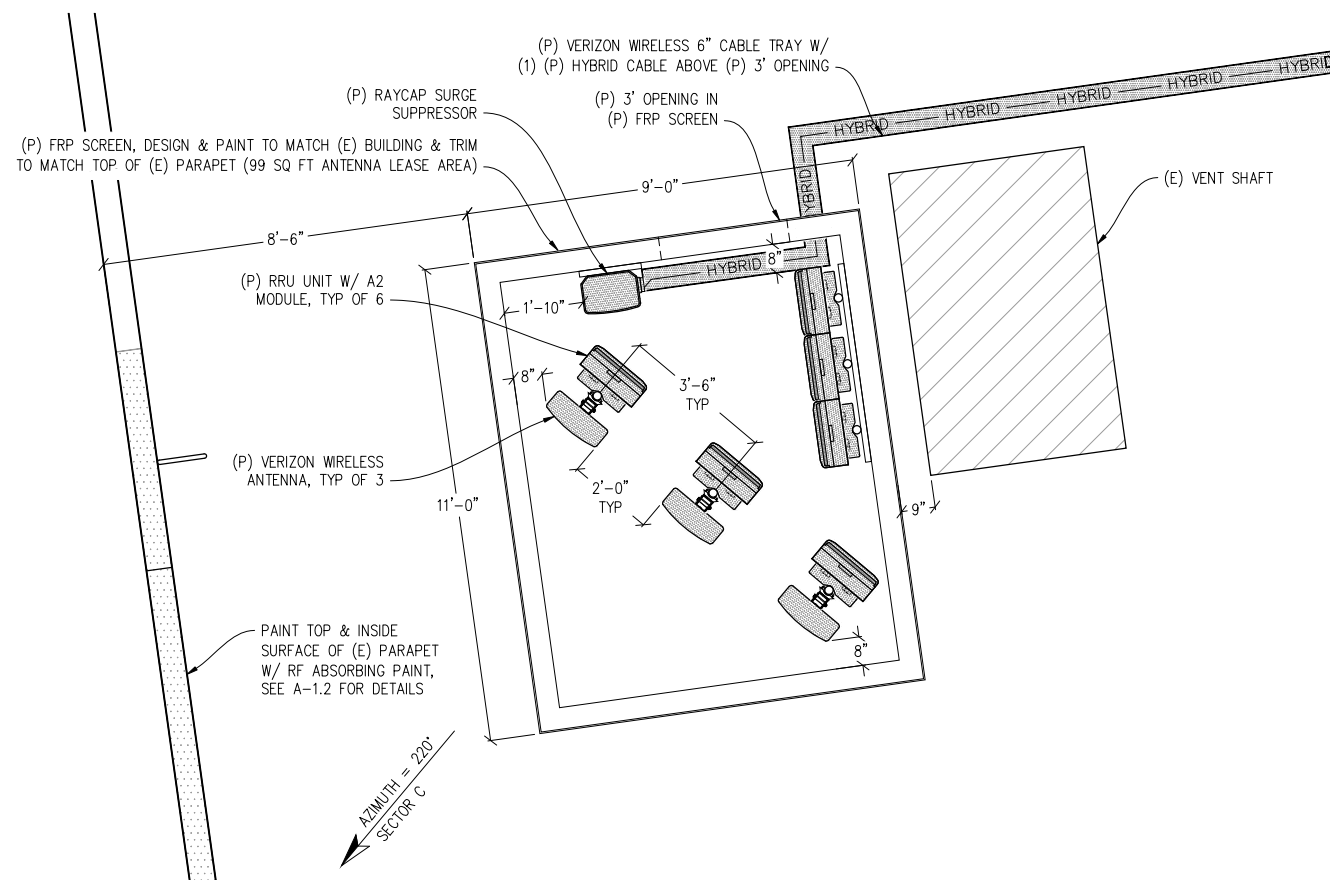 (P) VERIZON WIRELESS 6" CABLE TRAY W/
(1) (P) HYBRID CABLE ABOVE (P) 3' OPENING
HYBRID
HYBRID
HYBRID
HYBRID
HYBRID
(P) RAYCAP SURGE
SUPPRESSOR
(P) 3' OPENING IN
(P) FRP SCREEN
(P) FRP SCREEN, DESIGN & PAINT TO MATCH (E) BUILDING & TRIM
TO MATCH TOP OF (E) PARAPET (99 SQ FT ANTENNA LEASE AREA)
9'-0"
YBRID
(E) VENT SHAFT
8'-6"
HYBRID
8"
(P) RRU UNIT W/ A2
MODULE, TYP OF 6
1'-10"
8"
3'-6"
TYP
(P) VERIZON WIRELESS
ANTENNA, TYP OF 3
2'-0"
TYP
11'-0"
9"
PAINT TOP & INSIDE
SURFACE OF (E) PARAPET
W/ RF ABSORBING PAINT,
SEE A-1.2 FOR DETAILS
8"
AZIMUTH = 220°
SECTOR C